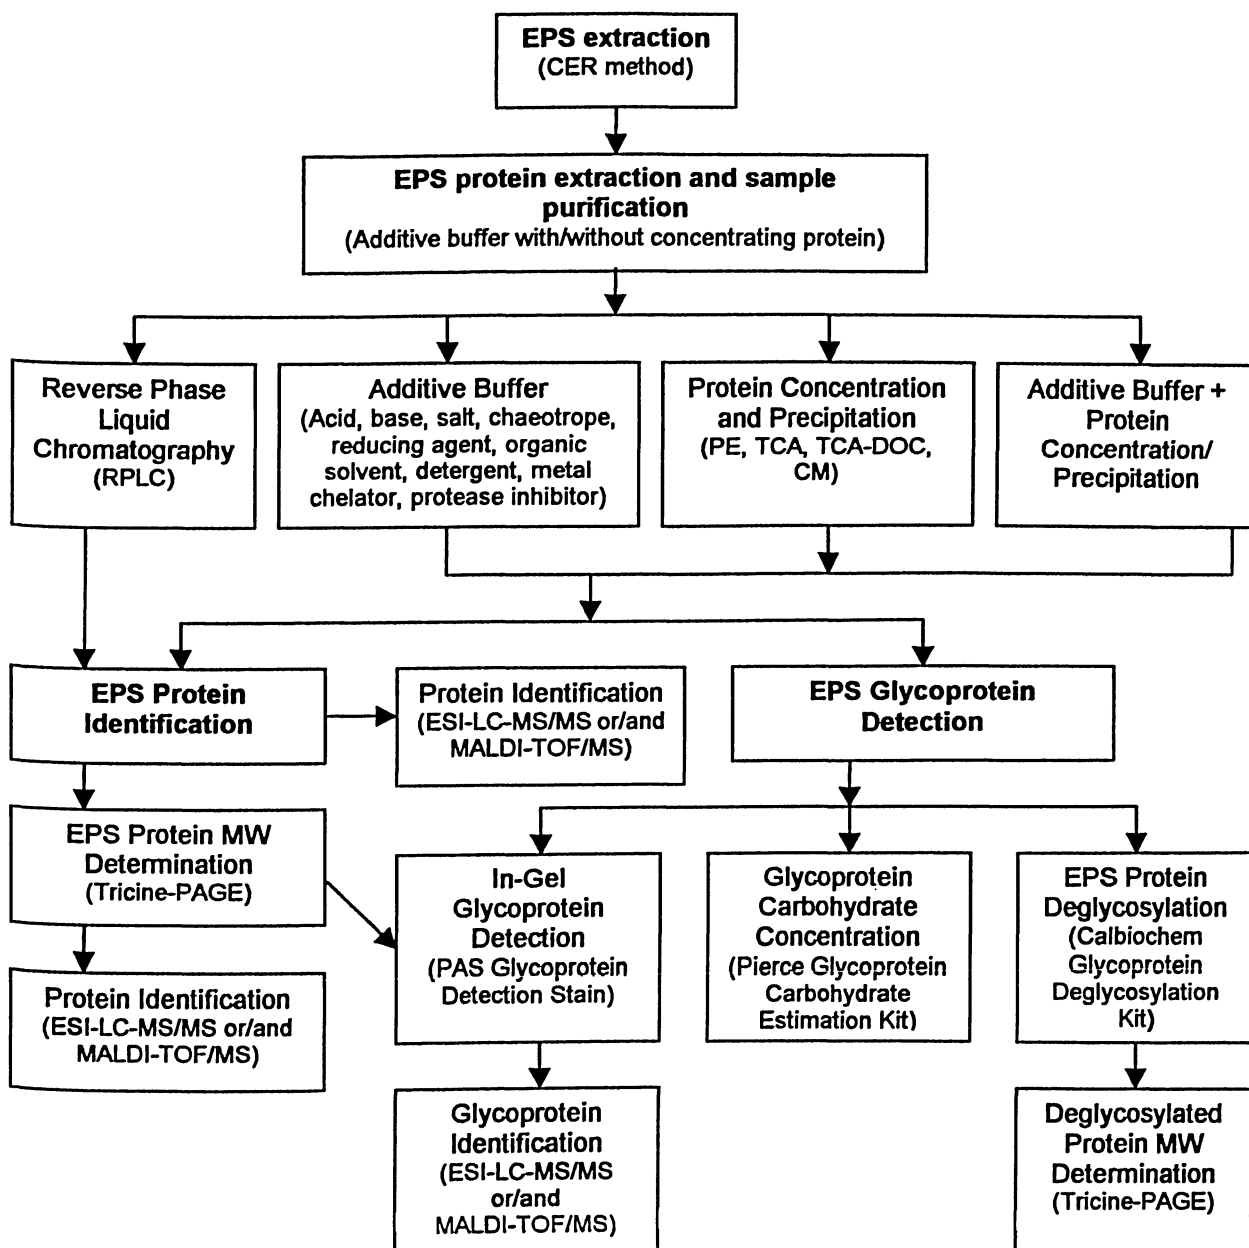 EPS extraction
(CER method)
EPS protein extraction and sample
purification
(Additive buffer with/without concentrating protein)
Reverse Phase
Liquid
Chromatography
(RPLC)
Additive Buffer
(Acid, base, salt, chaeotrope,
reducing agent, organic
solvent, detergent, metal
chelator, protease inhibitor)
Protein Concentration
and Precipitation
(PE, TCA, TCA-DOC,
CM)
Additive Buffer +
Protein
Concentration/
Precipitation
EPS Protein
Identification
Protein Identification
(ESI-LC-MS/MS or/and
MALDI-TOF/MS)
EPS Glycoprotein
Detection
EPS Protein MW
Determination
(Tricine-PAGE)
In-Gel
Glycoprotein
Detection
(PAS Glycoprotein
Detection Stain)
Glycoprotein
Carbohydrate
Concentration
(Pierce Glycoprotein
Carbohydrate
Estimation Kit)
EPS Protein
Deglycosylation
(Calbiochem
Glycoprotein
Deglycosylation
Kit)
Protein Identification
(ESI-LC-MS/MS or/and
MALDI-TOF/MS)
Glycoprotein
Identification
(ESI-LC-MS/MS
or/and
MALDI-TOF/MS)
Deglycosylated
Protein MW
Determination
(Tricine-PAGE)